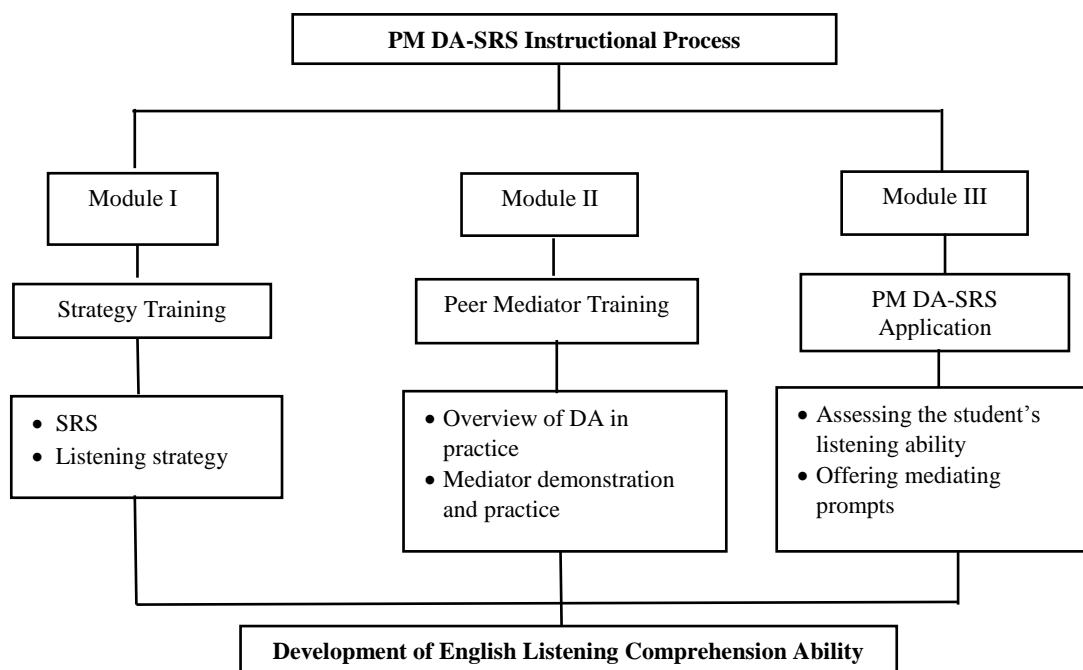 PM DA-SRS Instructional Process
Module I
Module II
Module III
Strategy Training
Peer Mediator Training
PM DA-SRS
Application
• SRS
• Listening strategy
• Overview of DA in
practice
• Mediator demonstration
and practice
• Assessing the student’s
listening ability
• Offering mediating
prompts
Development of English Listening Comprehension Ability